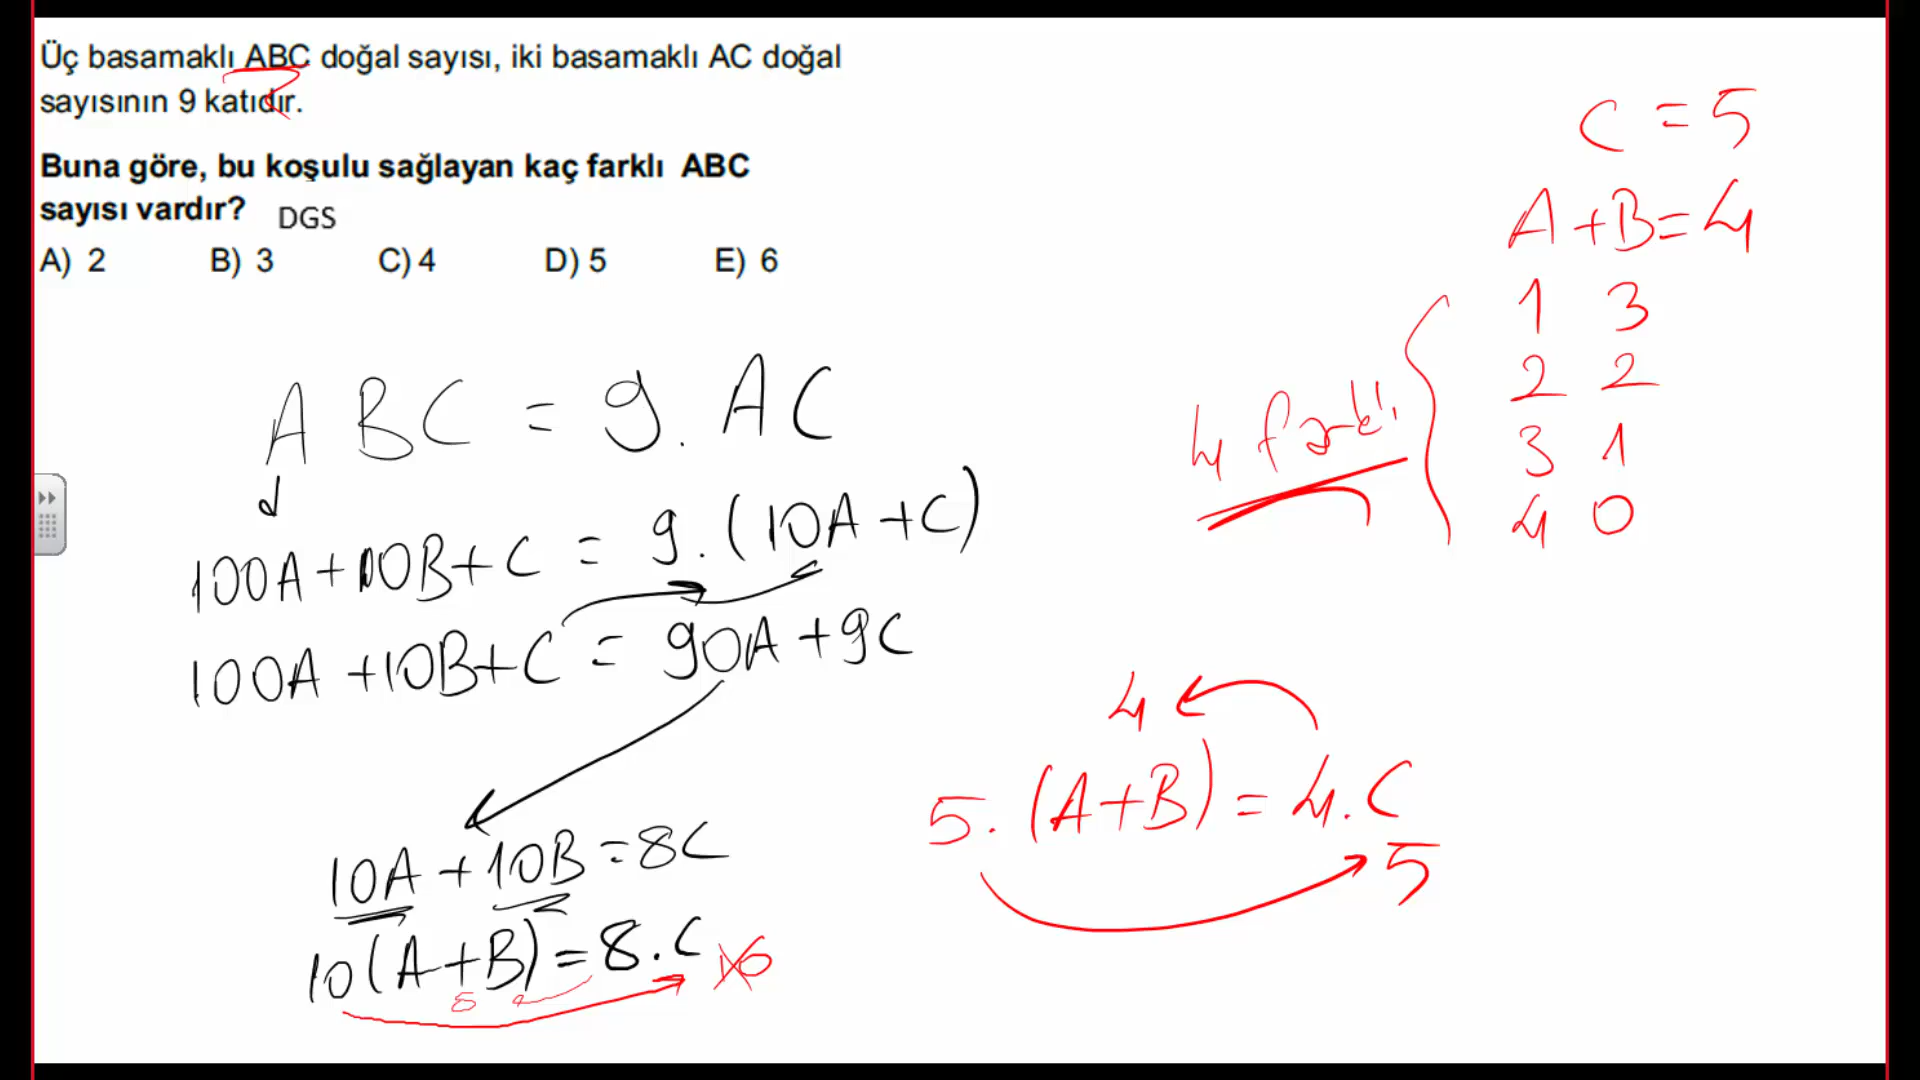 Üç basamaklı ABC doğal sayısı, iki basamaklı AC doğal
sayısının 9 katıdır.
Buna göre, bu koşulu sağlayan kaç farklı ABC
sayısı vardır? DGS
A) 2 B) 3 C) 4 D) 5 E) 6
ABC = 9.AC
100A+10B+C = 9.(10A+C)
100A+10B+C = 90A+9C
10A+10B=8C
10(A+B)=8.C
8
5.(A+B)=4.C
4
5
C=5
A+B=4
1 3
2 2
3 1
4 0
4 farklı